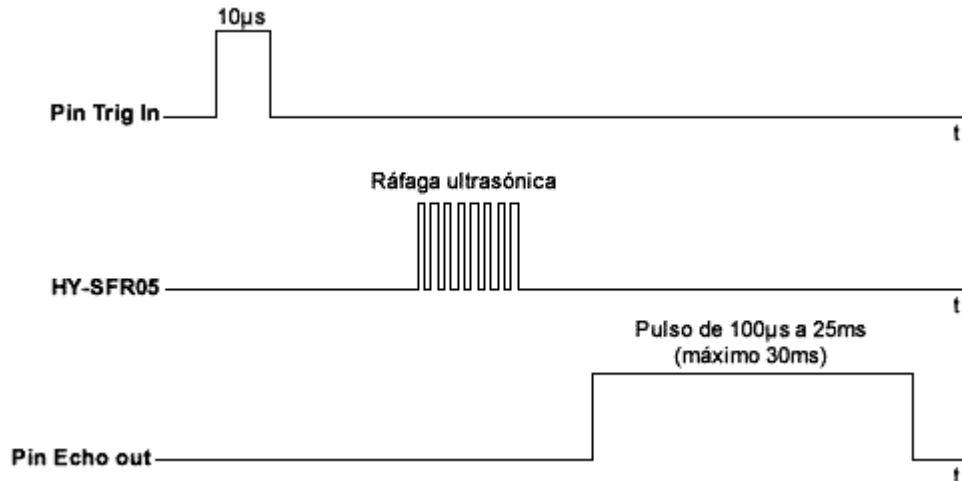 10µs
Pin Trig In
t
Ráfaga ultrasónica
HY-SFR05
t
Pulso de 100µs a 25ms
(máximo 30ms)
Pin Echo out
t